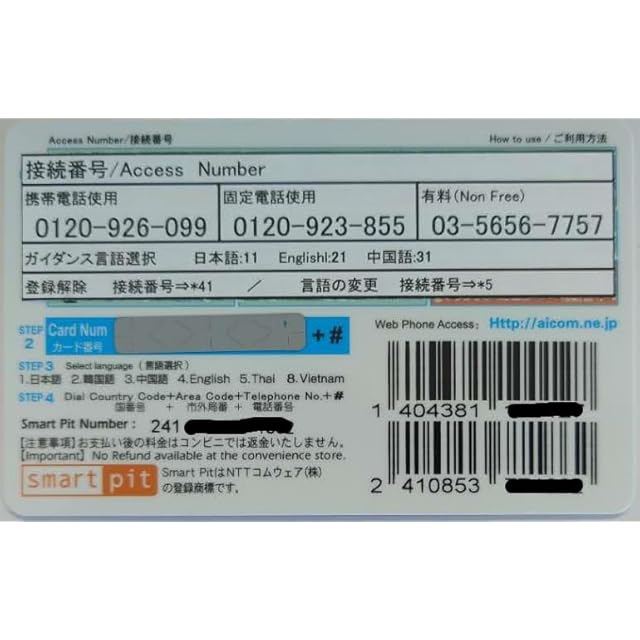 Access Number/接続番号 How to use / ご利用方法
接続番号/Access Number
携帯電話使用 固定電話使用 有料(Non Free)
0120-926-099 0120-923-855 03-5656-7757
ガイダンス言語選択 日本語:11 Englishl:21 中国語:31
登録解除 接続番号⇒*41 / 言語の変更 接続番号⇒*5
STEP 2 Card Num カード番号 +#
Web Phone Access: Http://aicom.ne.jp/
STEP3 Select language (言語選択)
1.日本語 2.韓国語 3.中国語 4.English 5.Thai 8.Vietnam
STEP4 Dial Country Code+Area Code+Telephone No.+#
国番号 + 市外局番 + 電話番号
Smart Pit Number : 241
[注意事項]お支払い後の料金はコンビニでは返金いたしません。
[Important] No Refund available at the convenience store.
smart pit Smart PitはNTTコムウェア(株)
の登録商標です。
1 404381
2 410853